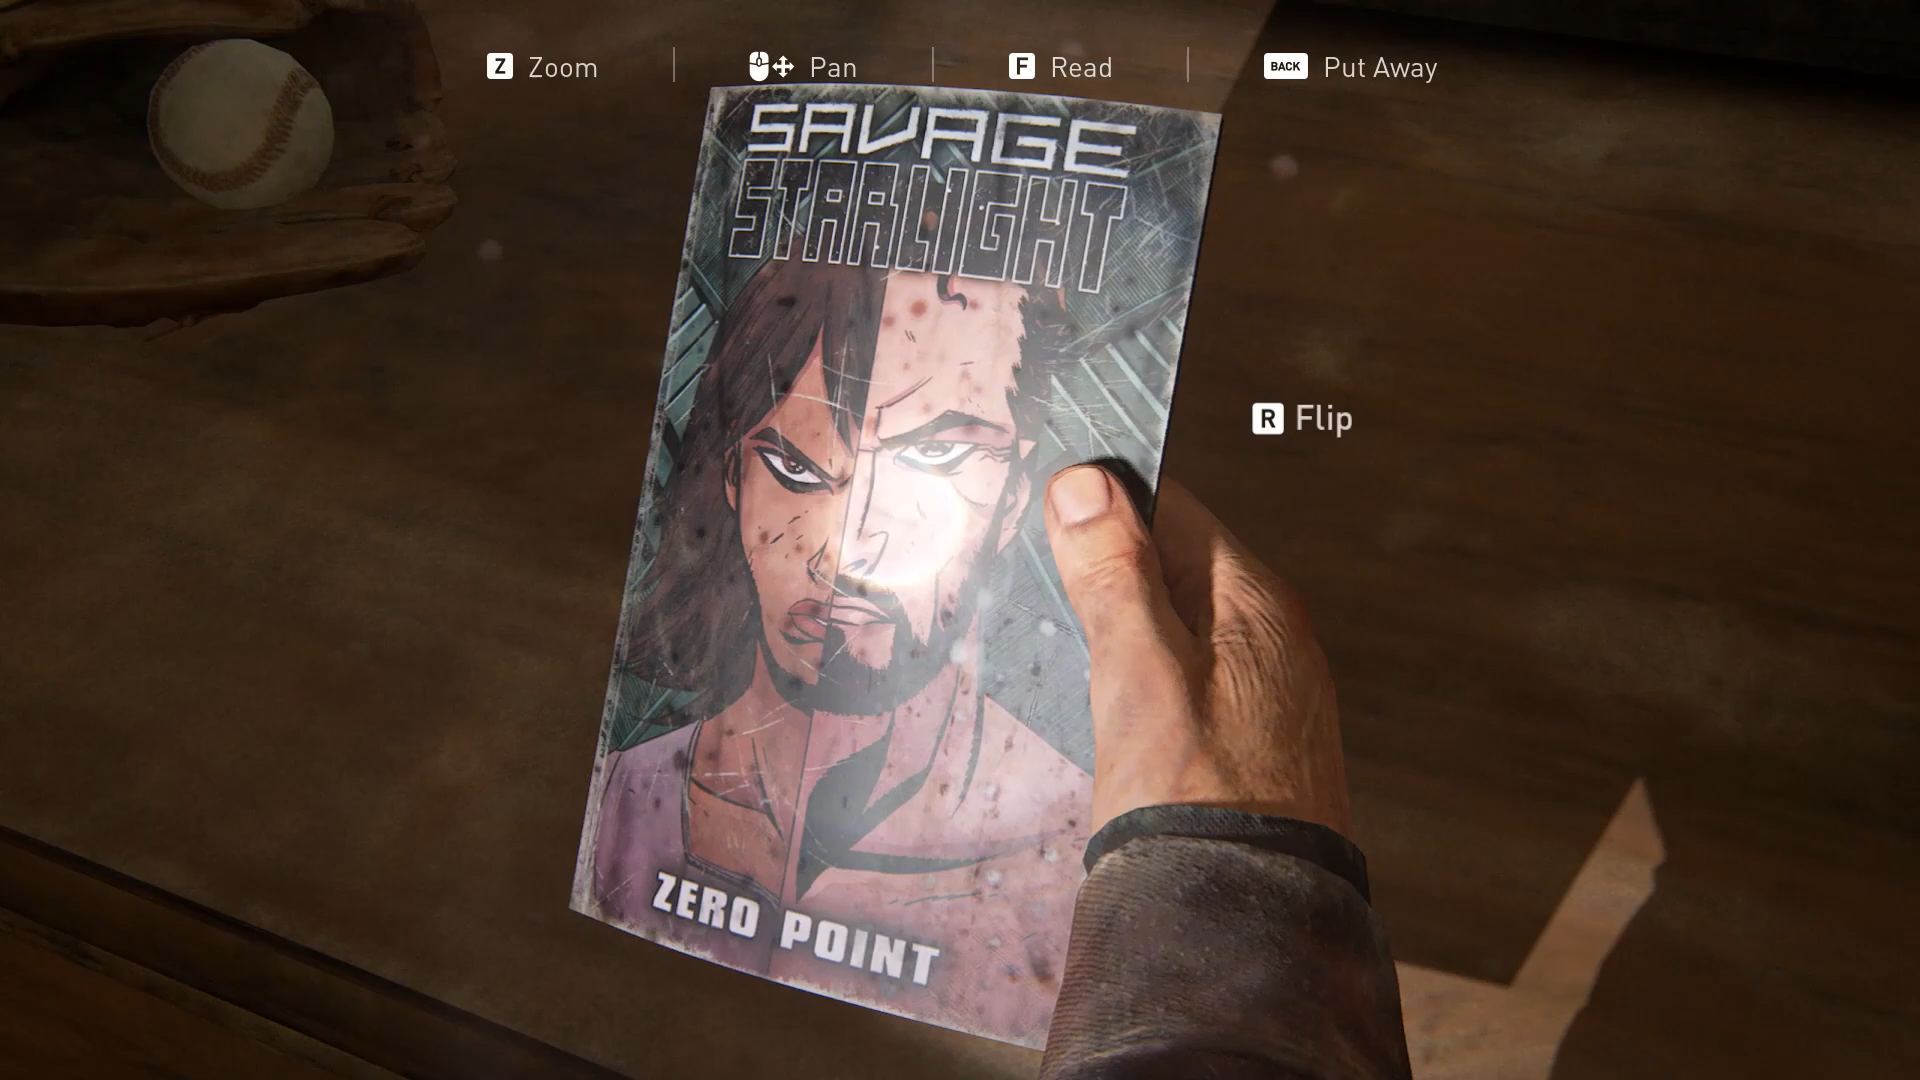 Z Zoom
Pan
F Read
BACK Put Away
SAVAGE
STARLIGHT
R Flip
ZERO POINT